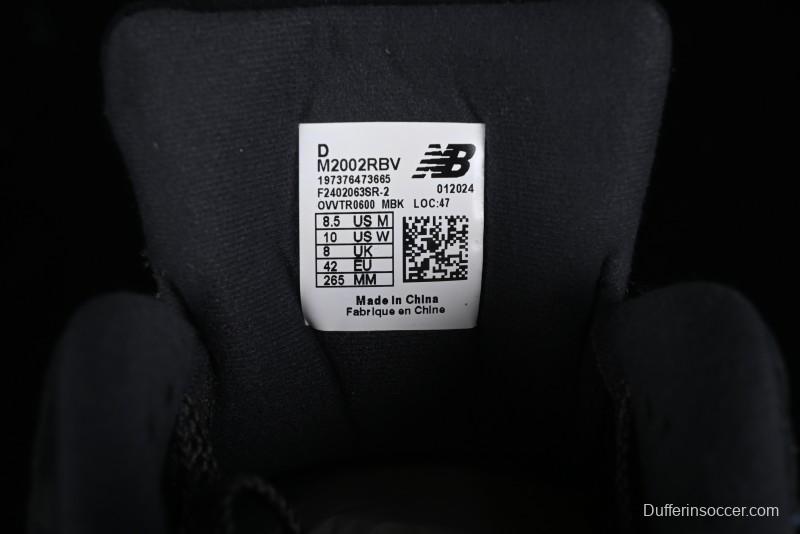 D
M2002RBV
NB
197376473665
F2402063SR-2
012024
OVVTR0600 MBK LOC:47
8.5 US M
10 US W
8 UK
42 EU
265 MM
Made in China
Fabrique en Chine
Dufferinsoccer.com